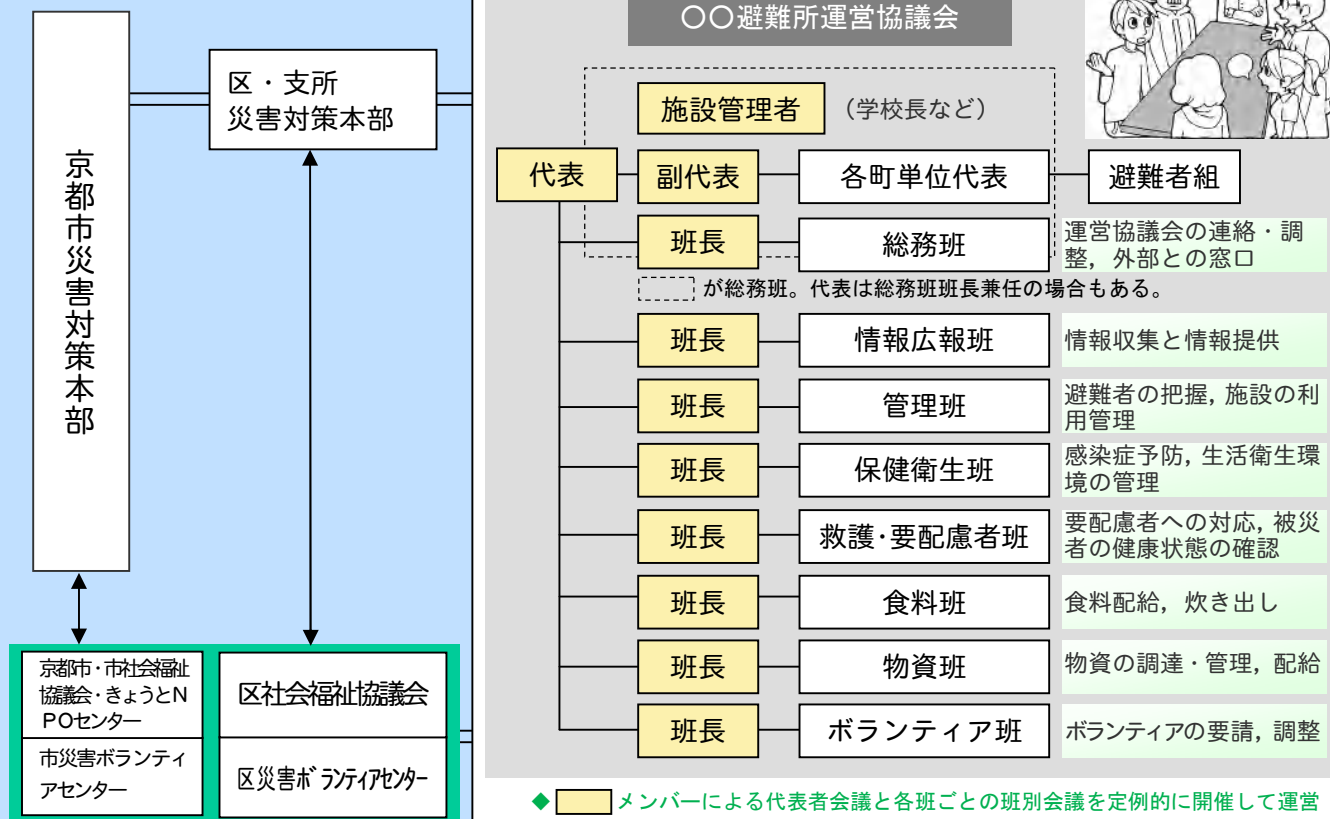 京都市災害対策本部
区・支所
災害対策本部
京都市・市社会福祉
協議会・きょうとN
POセンター
市災害ボランティ
アセンター
区社会福祉協議会
区災害ボランティアセンター
〇〇避難所運営協議会
施設管理者 （学校長など）
代表 副代表 各町単位代表 避難者組
班長 総務班 運営協議会の連絡・調
整，外部との窓口
が総務班。代表は総務班班長兼任の場合もある。
班長 情報広報班 情報収集と情報提供
班長 管理班 避難者の把握，施設の利
用管理
班長 保健衛生班 感染症予防，生活衛生環
境の管理
班長 救護・要配慮者班 要配慮者への対応，被災
者の健康状態の確認
班長 食料班 食料配給，炊き出し
班長 物資班 物資の調達・管理，配給
班長 ボランティア班 ボランティアの要請，調整
◆ メンバーによる代表者会議と各班ごとの班別会議を定例的に開催して運営